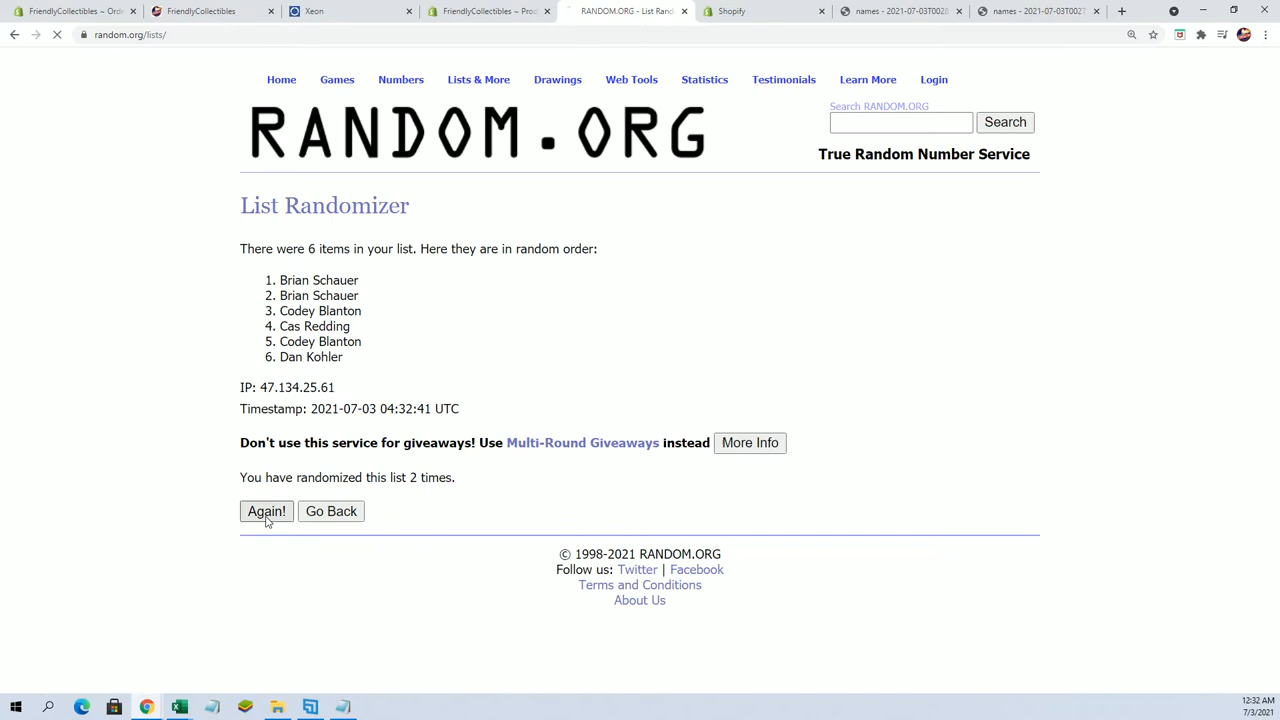 FriendlyCollectibles ~ Ord
FriendlyCollectibles
Xeon
FriendlyCollectibles ~ Prod
RANDOM.ORG - List Rand
Shopify
names - 2021-07-03T0028
names - 2021-07-03T0027
random.org/lists/
Home Games Numbers Lists & More Drawings Web Tools Statistics Testimonials Learn More Login
RANDOM.ORG
Search RANDOM.ORG
Search
True Random Number Service
List Randomizer
There were 6 items in your list. Here they are in random order:
1. Brian Schauer
2. Brian Schauer
3. Codey Blanton
4. Cas Redding
5. Codey Blanton
6. Dan Kohler
IP: 47.134.25.61
Timestamp: 2021-07-03 04:32:41 UTC
Don't use this service for giveaways! Use Multi-Round Giveaways instead More Info
You have randomized this list 2 times.
Again! Go Back
© 1998-2021 RANDOM.ORG
Follow us: Twitter | Facebook
Terms and Conditions
About Us
12:32 AM
7/3/2021